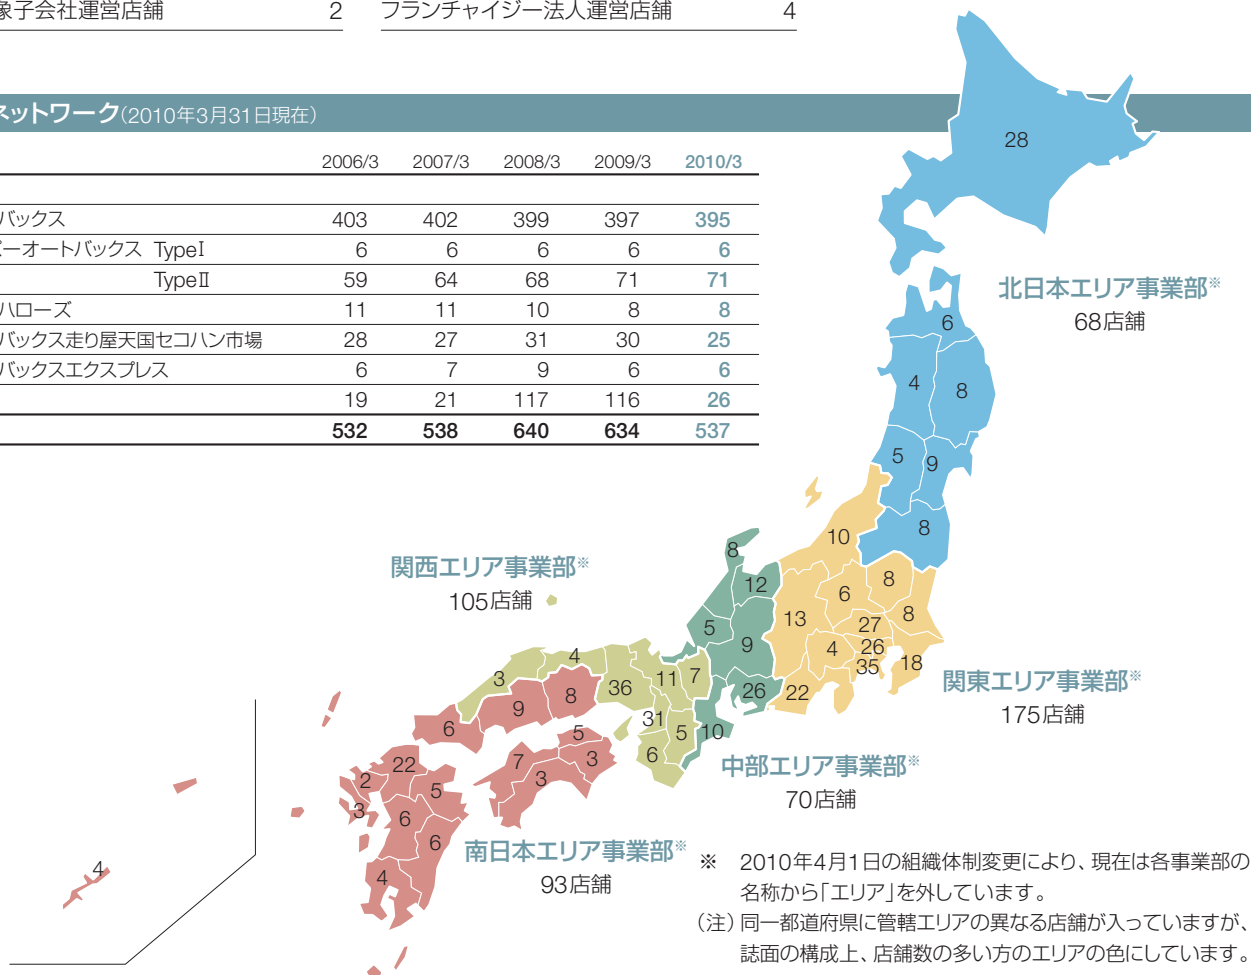 象子会社運営店舗 2
フランチャイジー法人運営店舗 4
ネットワーク(2010年3月31日現在)
2006/3 2007/3 2008/3 2009/3 2010/3
バックス 403 402 399 397 395
パーオートバックス TypeⅠ 6 6 6 6 6
TypeⅡ 59 64 68 71 71
ハローズ 11 11 10 8 8
バックス走り屋天国セコハン市場 28 27 31 30 25
バックスエクスプレス 6 7 9 6 6
19 21 117 116 26
532 538 640 634 537
28
北日本エリア事業部※
68店舗
6
4
8
5
9
8
関東エリア事業部※
175店舗
10
8
6
8
13
27
4
26
35
18
22
中部エリア事業部※
70店舗
8
12
5
9
26
10
関西エリア事業部※
105店舗
4
3
36
11
7
31
5
6
南日本エリア事業部※
93店舗
8
9
6
5
7
3
3
22
2
5
3
6
6
4
4
※ 2010年4月1日の組織体制変更により、現在は各事業部の
名称から「エリア」を外しています。
(注)同一都道府県に管轄エリアの異なる店舗が入っていますが、
誌面の構成上、店舗数の多い方のエリアの色にしています。